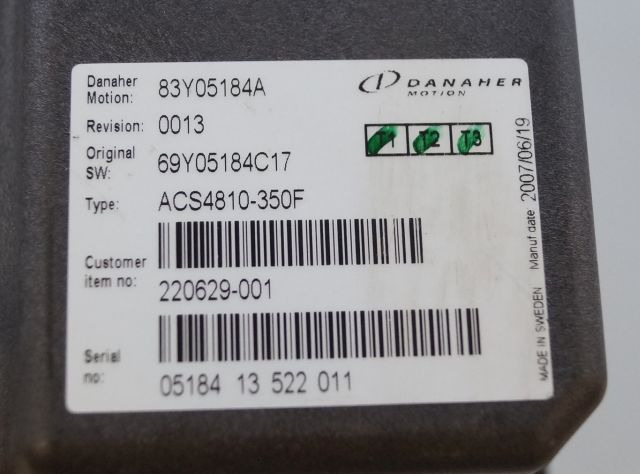 Danaher Motion: 83Y05184A
DANAHER
MOTION
Revision: 0013
T1 T2 T3
Original SW: 69Y05184C17
Type: ACS4810-350F
Customer item no: 220629-001
Serial no: 05184 13 522 011
MADE IN SWEDEN Manuf date 2007/06/19